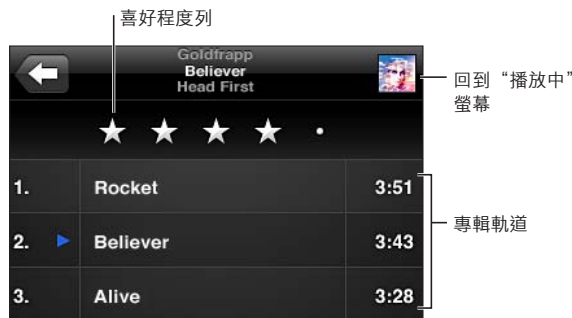 喜好程度列
Goldfrapp
Believer
Head First
回到“播放中”
螢幕
1. Rocket 3:51
2. Believer 3:43
專輯軌道
3. Alive 3:28